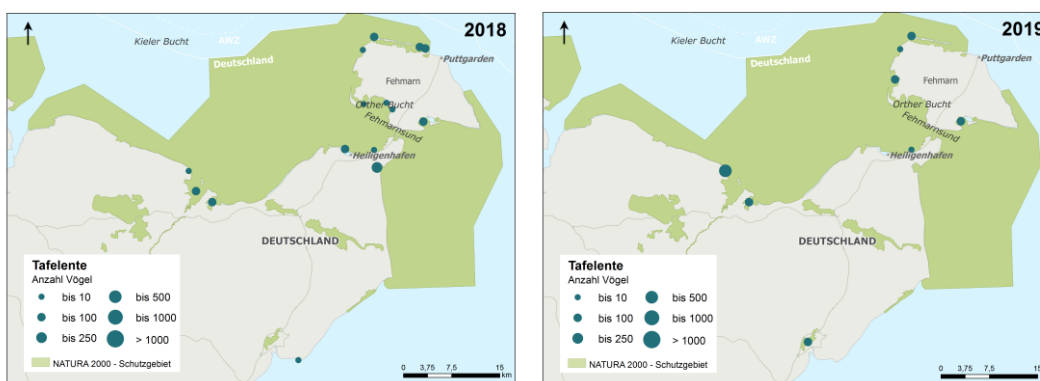 2018
Kieler Bucht
AWZ
Deutschland
Puttgarden
Fehmarn
Orther Bucht
Fehmarnsund
Heiligenhafen
DEUTSCHLAND
Tafelente
Anzahl Vögel
bis 10 bis 500
bis 100 bis 1000
bis 250 > 1000
NATURA 2000 - Schutzgebiet
0 3,75 7,5 15
km
2019
Kieler Bucht
AWZ
Deutschland
Puttgarden
Fehmarn
Orther Bucht
Fehmarnsund
Heiligenhafen
DEUTSCHLAND
Tafelente
Anzahl Vögel
bis 10 bis 500
bis 100 bis 1000
bis 250 > 1000
NATURA 2000 - Schutzgebiet
0 3,75 7,5 15